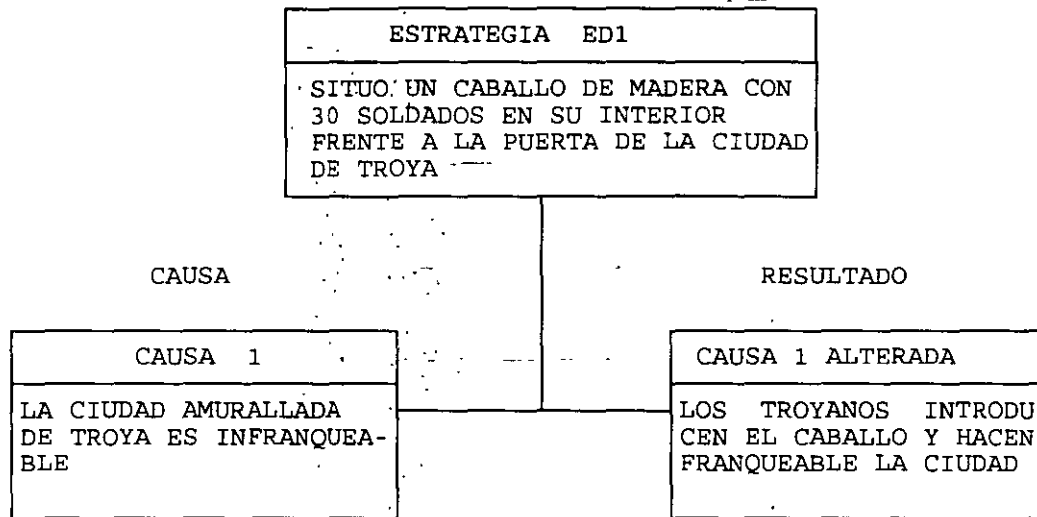 ESTRATEGIA ED1
SITUO UN CABALLO DE MADERA CON
30 SOLDADOS EN SU INTERIOR
FRENTE A LA PUERTA DE LA CIUDAD
DE TROYA
CAUSA
RESULTADO
CAUSA 1
LA CIUDAD AMURALLADA
DE TROYA ES INFRANQUEA-
BLE
CAUSA 1 ALTERADA
LOS TROYANOS INTRODU
CEN EL CABALLO Y HACEN
FRANQUEABLE LA CIUDAD